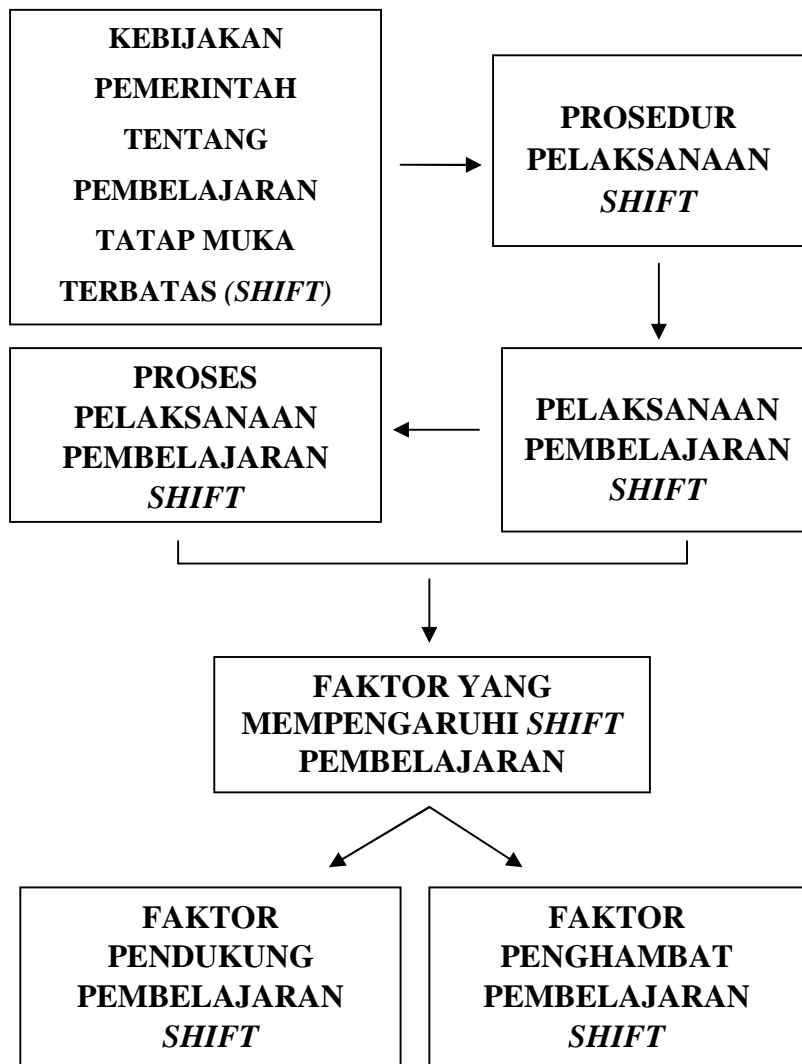 KEBIJAKAN
PEMERINTAH
TENTANG
PEMBELAJARAN
TATAP MUKA
TERBATAS (SHIFT)
PROSEDUR
PELAKSANAAN
SHIFT
PROSES
PELAKSANAAN
PEMBELAJARAN
SHIFT
PELAKSANAAN
PEMBELAJARAN
SHIFT
FAKTOR YANG
MEMPENGARUHI SHIFT
PEMBELAJARAN
FAKTOR
PENDUKUNG
PEMBELAJARAN
SHIFT
FAKTOR
PENGHAMBAT
PEMBELAJARAN
SHIFT